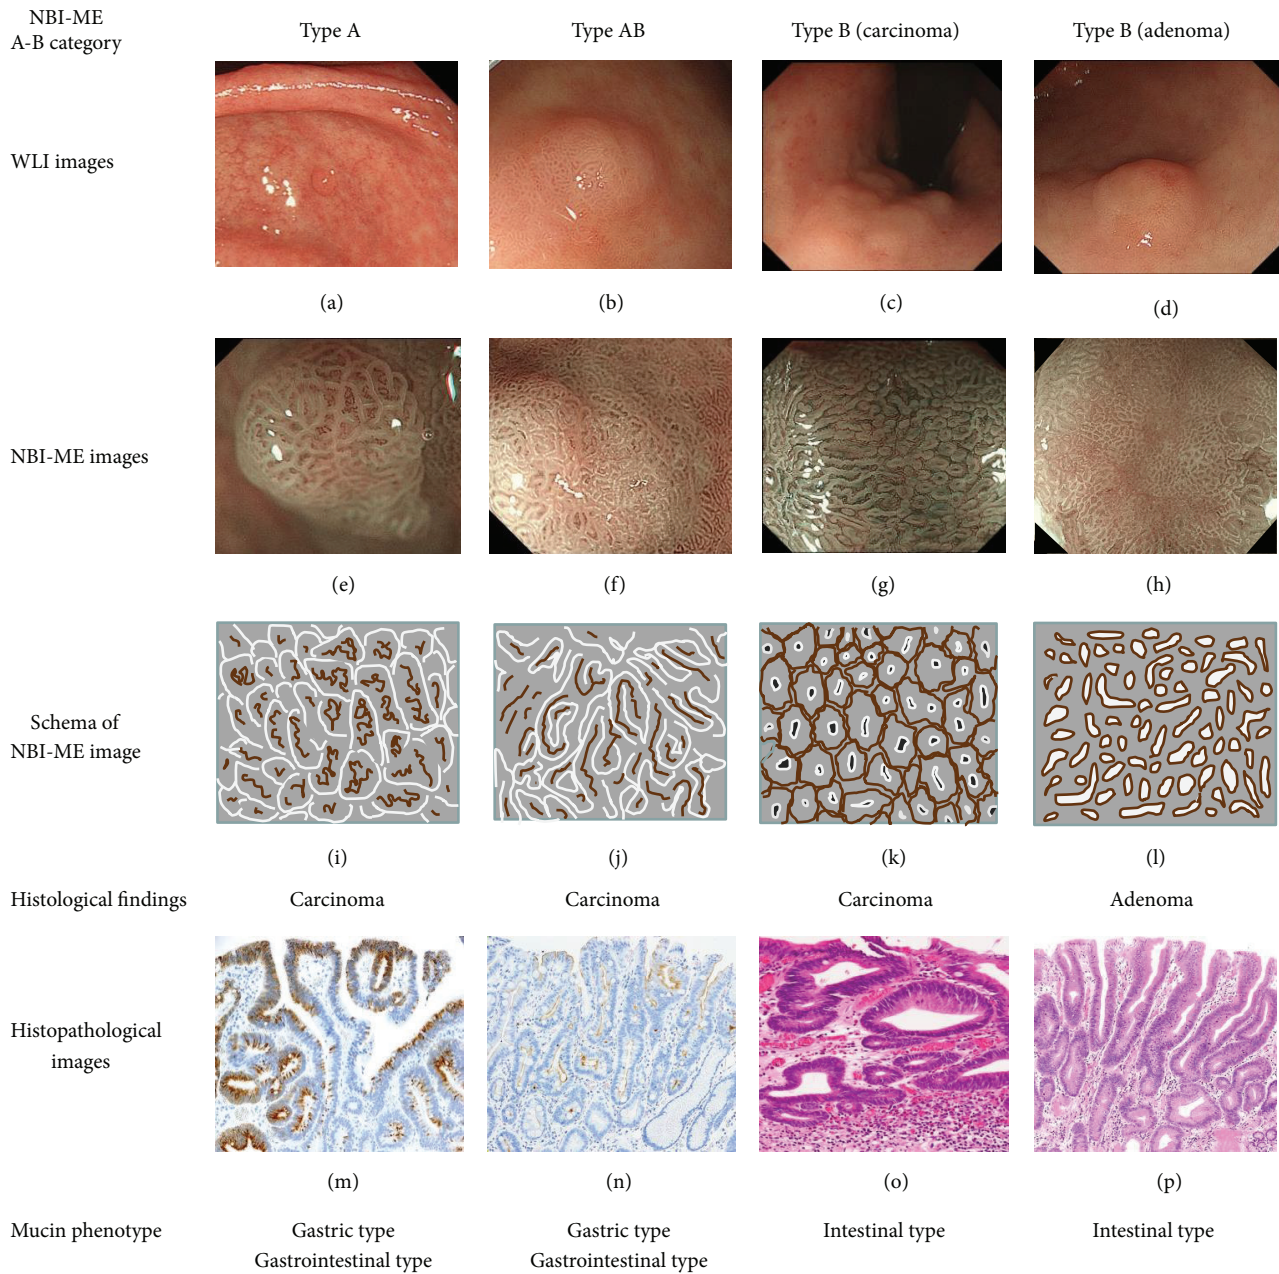 NBI-ME
A-B category
Type A
Type AB
Type B (carcinoma)
Type B (adenoma)
WLI images
(a)
(b)
(c)
(d)
NBI-ME images
(e)
(f)
(g)
(h)
Schema of
NBI-ME image
(i)
(j)
(k)
(l)
Histological findings
Carcinoma
Carcinoma
Carcinoma
Adenoma
Histopathological
images
(m)
(n)
(o)
(p)
Mucin phenotype
Gastric type
Gastrointestinal type
Gastric type
Gastrointestinal type
Intestinal type
Intestinal type